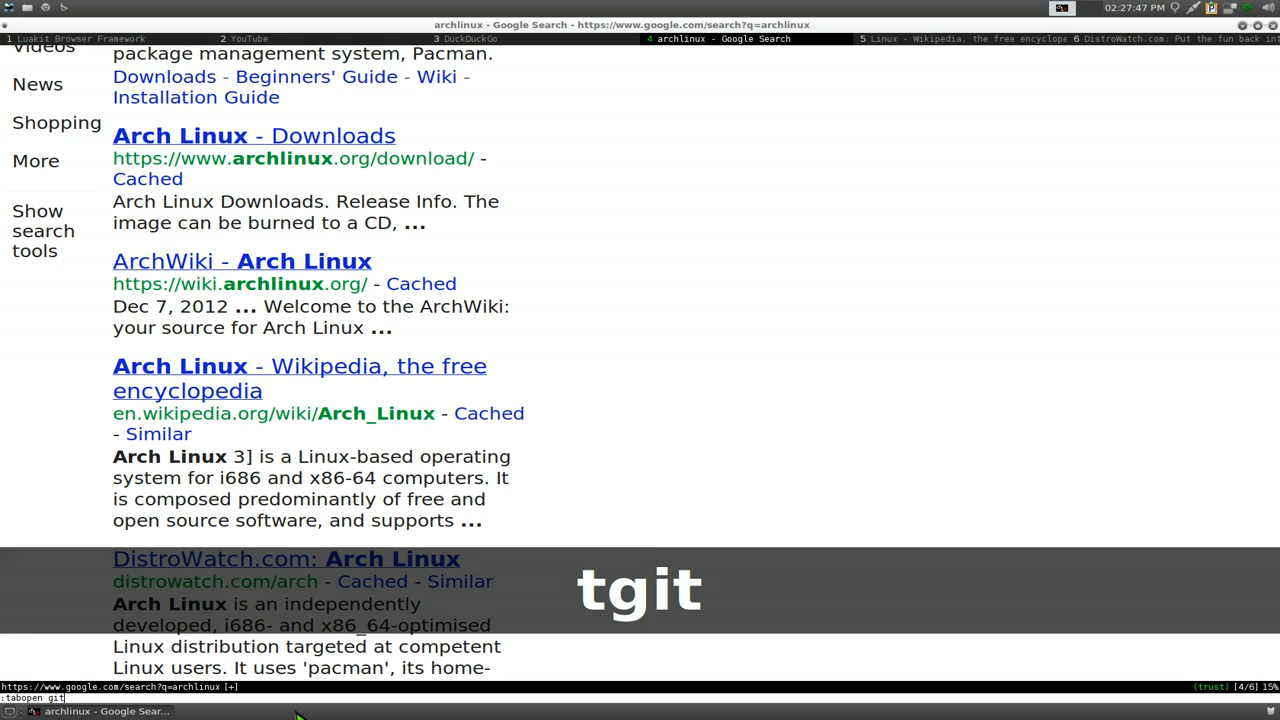 02:27:47 PM
archlinux - Google Search - https://www.google.com/search?q=archlinux
1 Luakit Browser Framework
2 YouTube
3 DuckDuckGo
4 archlinux - Google Search
5 Linux - Wikipedia, the free encyclope
6 DistroWatch.com: Put the fun back int
Videos
News
Shopping
More
Show
search
tools
package management system, Pacman.
Downloads - Beginners' Guide - Wiki -
Installation Guide
Arch Linux - Downloads
https://www.archlinux.org/download/ -
Cached
Arch Linux Downloads. Release Info. The
image can be burned to a CD, ...
ArchWiki - Arch Linux
https://wiki.archlinux.org/ - Cached
Dec 7, 2012 ... Welcome to the ArchWiki:
your source for Arch Linux ...
Arch Linux - Wikipedia, the free
encyclopedia
en.wikipedia.org/wiki/Arch_Linux - Cached
- Similar
Arch Linux 3] is a Linux-based operating
system for i686 and x86-64 computers. It
is composed predominantly of free and
open source software, and supports ...
DistroWatch.com: Arch Linux
distrowatch.com/arch - Cached - Similar
Arch Linux is an independently
developed, i686- and x86_64-optimised
Linux distribution targeted at competent
Linux users. It uses 'pacman', its home-
tgit
https://www.google.com/search?q=archlinux [+]
(trust) [4/6] 15%
:tabopen git
archlinux - Google Sear...